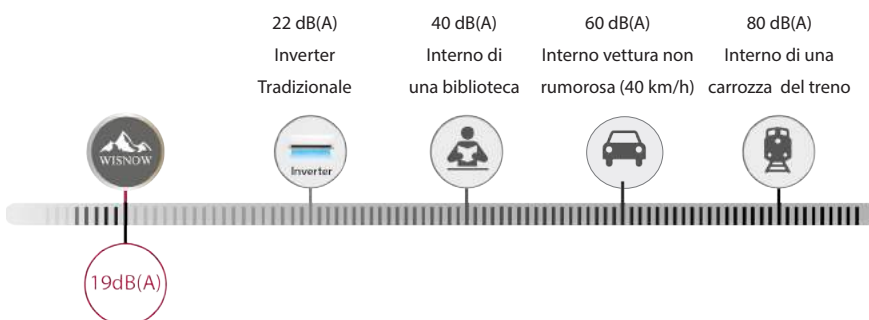 22 dB(A)
Inverter
Tradizionale
40 dB(A)
Interno di
una biblioteca
60 dB(A)
Interno vettura non
rumorosa (40 km/h)
80 dB(A)
Interno di una
carrozza del treno
WISNOW
Inverter
19dB(A)